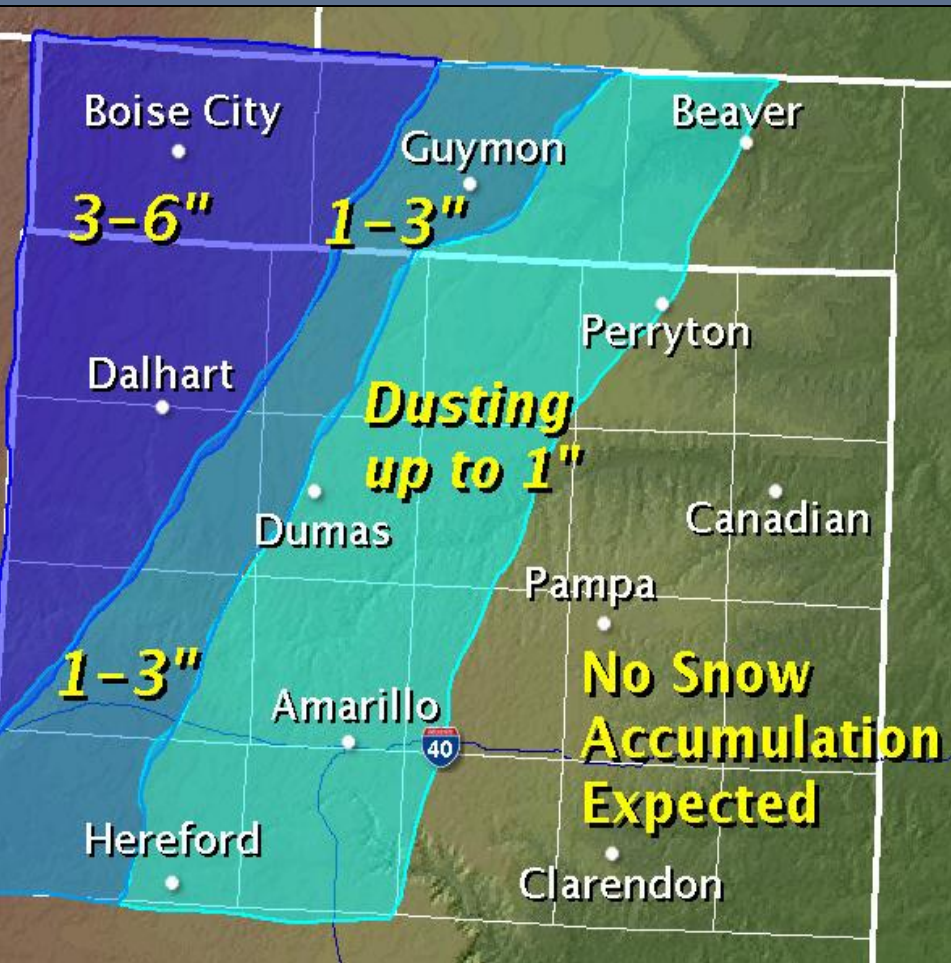 Boise City
Beaver
Guymon
3-6"
1-3"
Perryton
Dalhart
Dusting
up to 1"
Dumas
Canadian
Pampa
1-3"
No Snow
Accumulation
Expected
Amarillo
40
Hereford
Clarendon